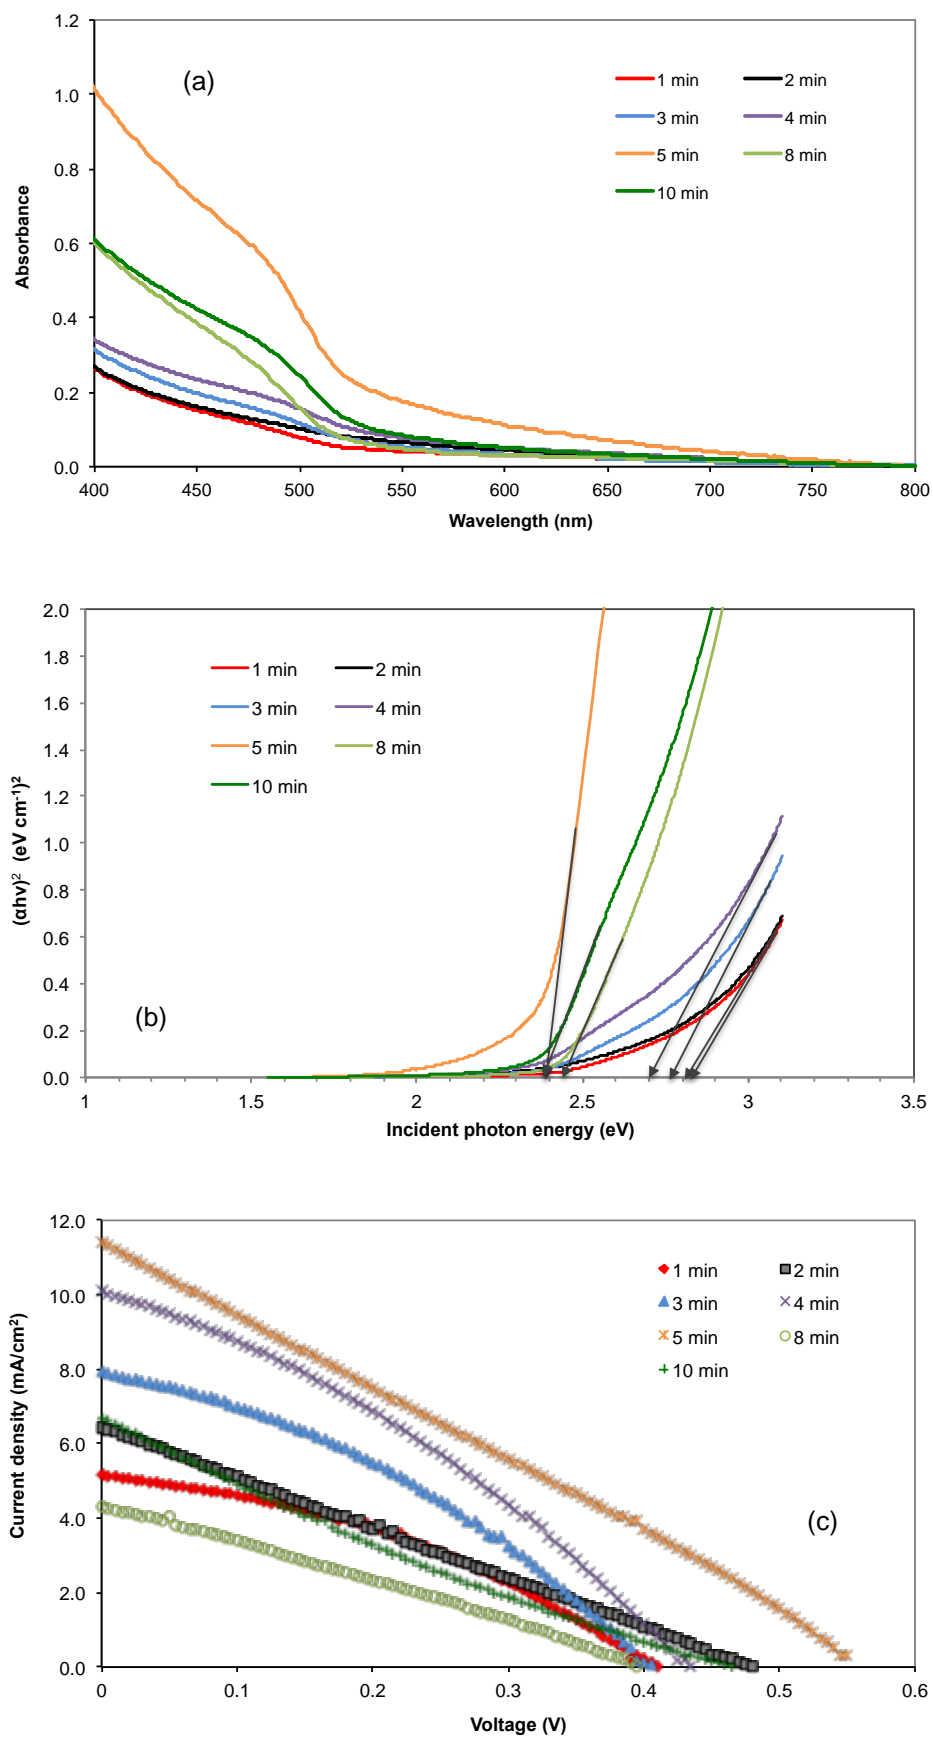 1.2
(a)
1 min 2 min
1.0
3 min 4 min
5 min 8 min
0.8
10 min
Absorbance
0.6
0.4
0.2
0.0
400 450 500 550 600 650 700 750 800
Wavelength (nm)
2.0
1.8
1 min 2 min
1.6
3 min 4 min
1.4
5 min 8 min
10 min
1.2
(αhν)² (eV cm⁻¹)²
1.0
0.8
0.6
0.4
(b)
0.2
0.0
1 1.5 2 2.5 3 3.5
Incident photon energy (eV)
12.0
1 min 2 min
3 min 4 min
10.0
5 min 8 min
10 min
8.0
Current density (mA/cm²)
6.0
4.0
(c)
2.0
0.0
0 0.1 0.2 0.3 0.4 0.5 0.6
Voltage (V)